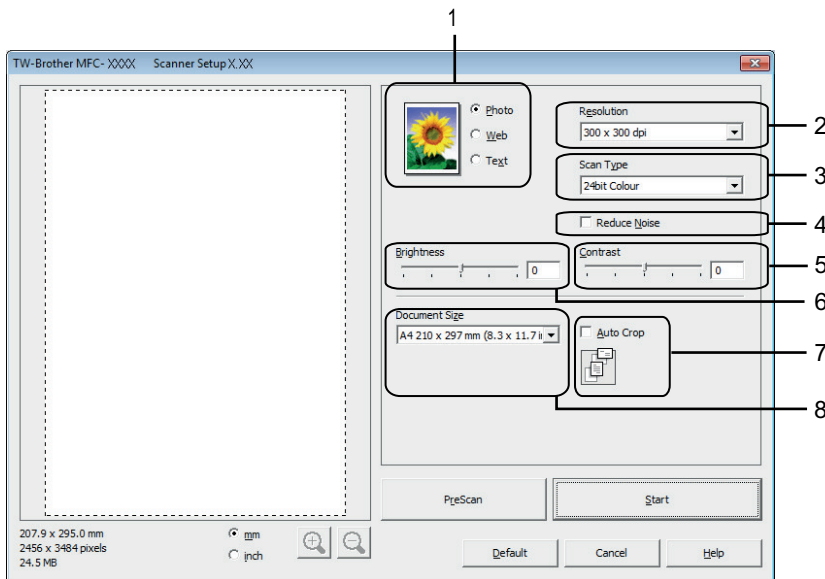 1
TW-Brother MFC- XXXX Scanner Setup X.XX
Photo
Web
Text
Resolution
300 x 300 dpi
2
Scan Type
24bit Colour
3
Reduce Noise
4
Brightness
0
Contrast
0
5
6
Document Size
A4 210 x 297 mm (8.3 x 11.7 i
Auto Crop
7
8
PreScan
Start
207.9 x 295.0 mm
2456 x 3484 pixels
24.5 MB
mm
inch
Default
Cancel
Help